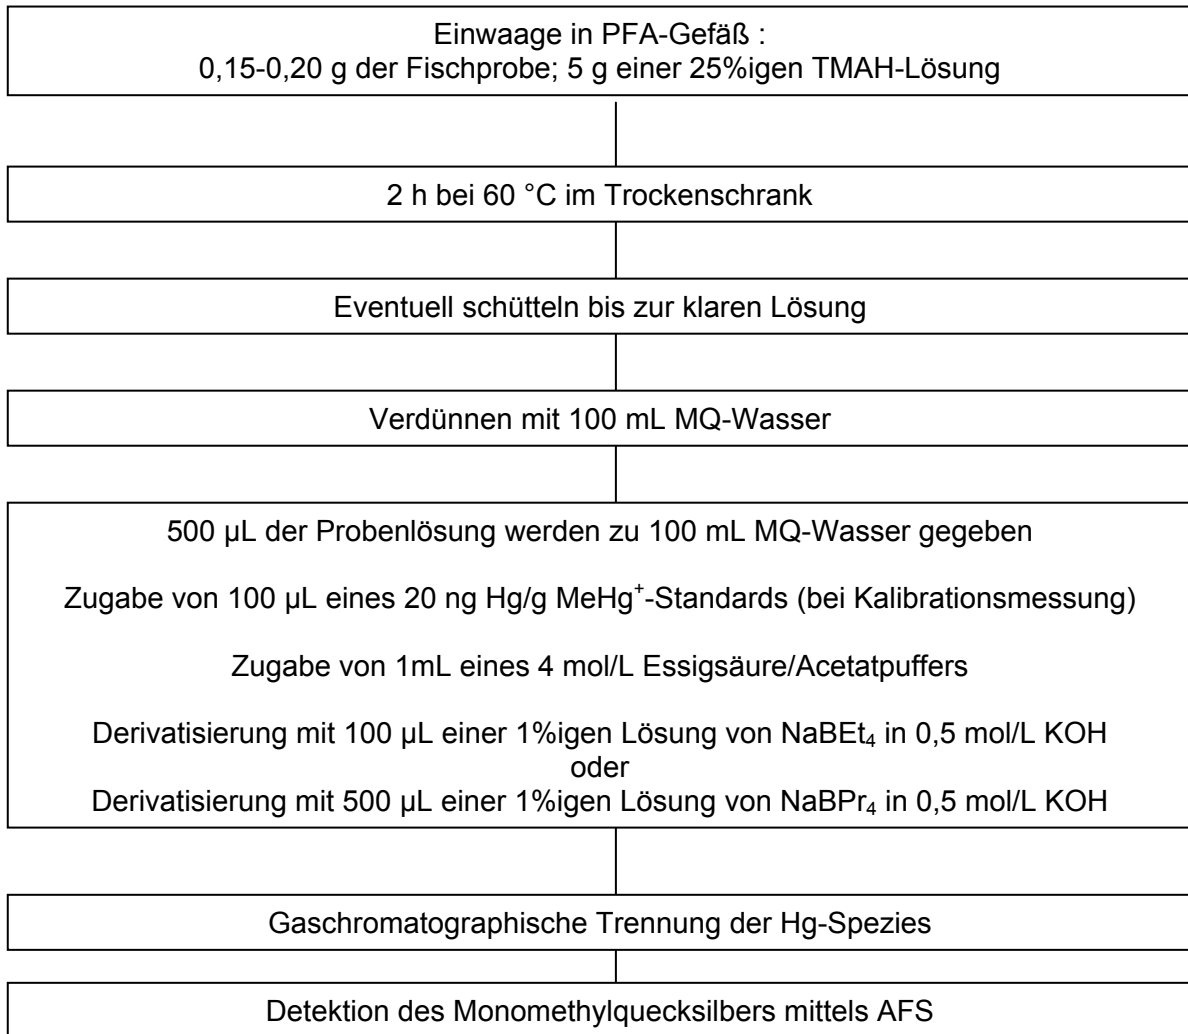 Einwaage in PFA-Gefäß :
0,15-0,20 g der Fischprobe; 5 g einer 25%igen TMAH-Lösung
2 h bei 60 °C im Trockenschrank
Eventuell schütteln bis zur klaren Lösung
Verdünnen mit 100 mL MQ-Wasser
500 µL der Probenlösung werden zu 100 mL MQ-Wasser gegeben
Zugabe von 100 µL eines 20 ng Hg/g MeHg⁺-Standards (bei Kalibrationsmessung)
Zugabe von 1mL eines 4 mol/L Essigsäure/Acetatpuffers
Derivatisierung mit 100 µL einer 1%igen Lösung von NaBEt₄ in 0,5 mol/L KOH
oder
Derivatisierung mit 500 µL einer 1%igen Lösung von NaBPr₄ in 0,5 mol/L KOH
Gaschromatographische Trennung der Hg-Spezies
Detektion des Monomethylquecksilbers mittels AFS